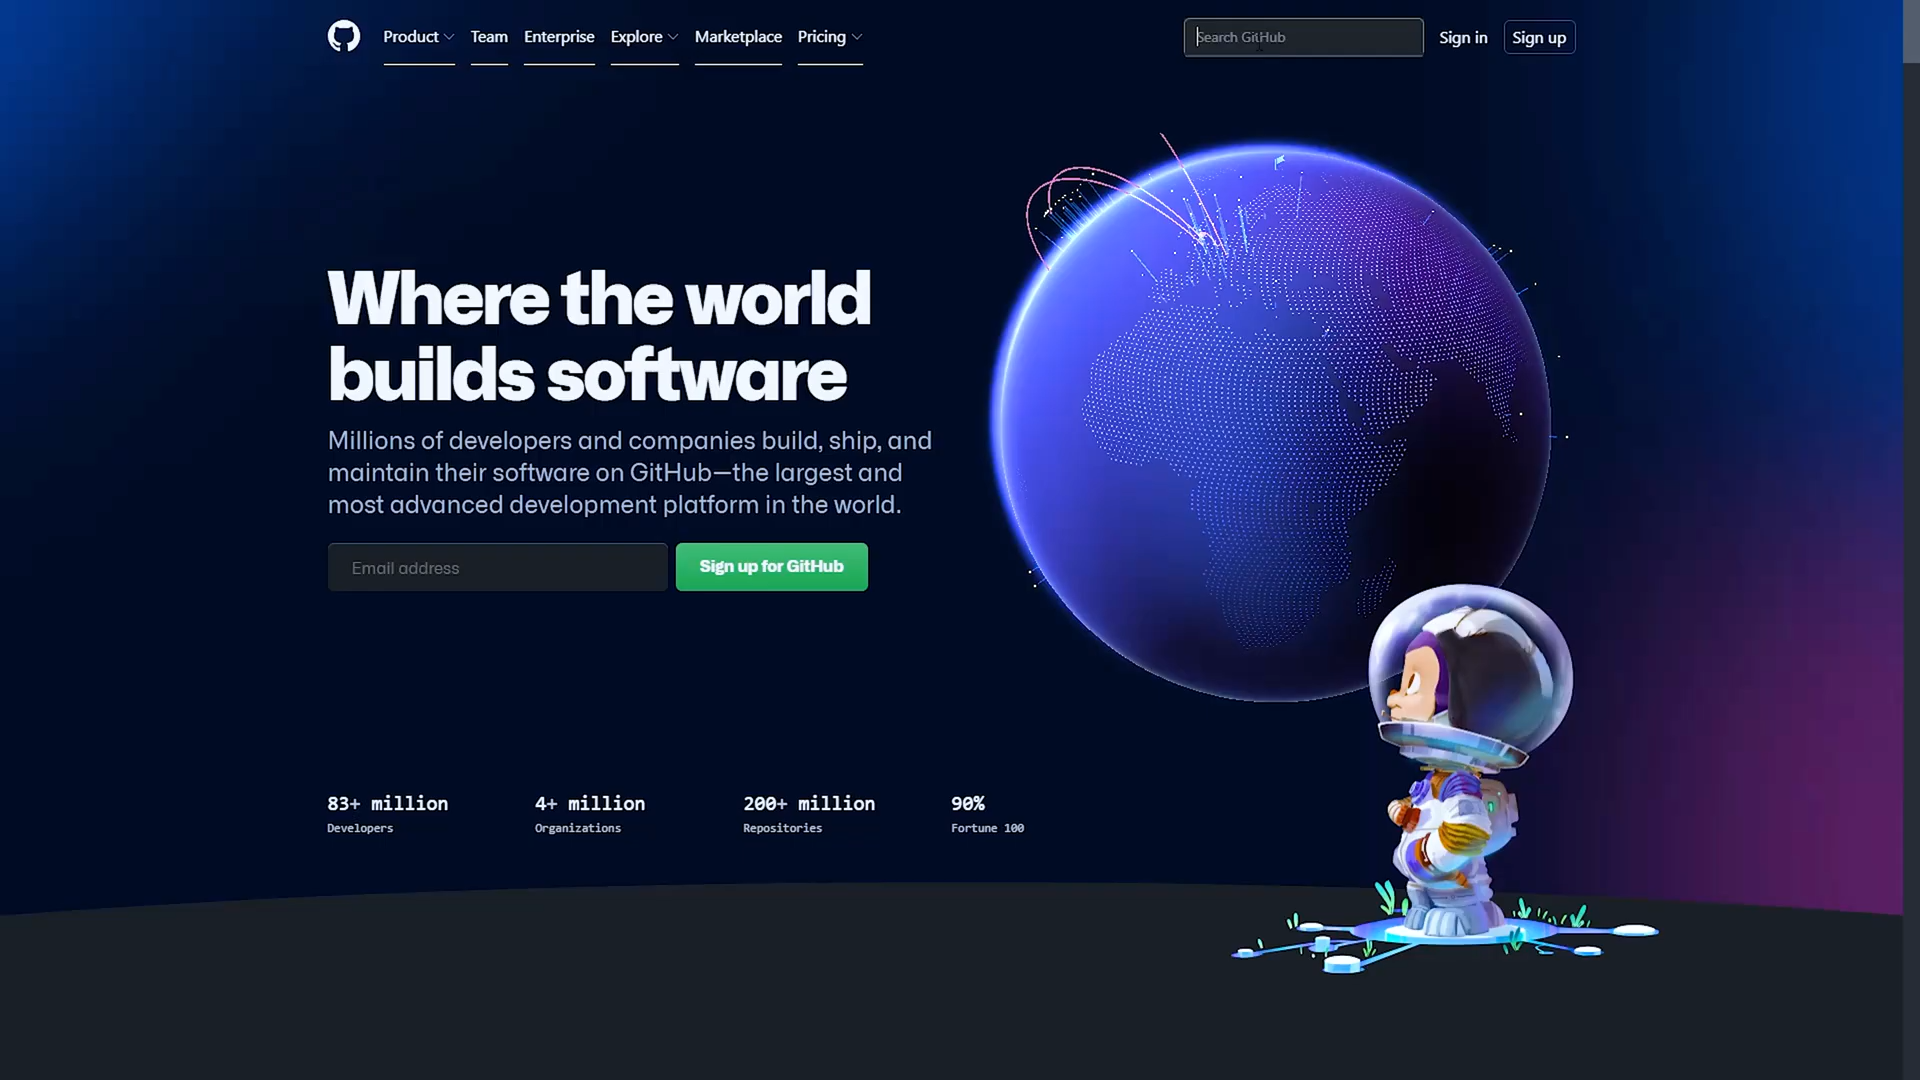 Product Team Enterprise Explore Marketplace Pricing Search GitHub Sign in Sign up
Where the world
builds software
Millions of developers and companies build, ship, and
maintain their software on GitHub—the largest and
most advanced development platform in the world.
Email address Sign up for GitHub
83+ million 4+ million 200+ million 90%
Developers Organizations Repositories Fortune 100